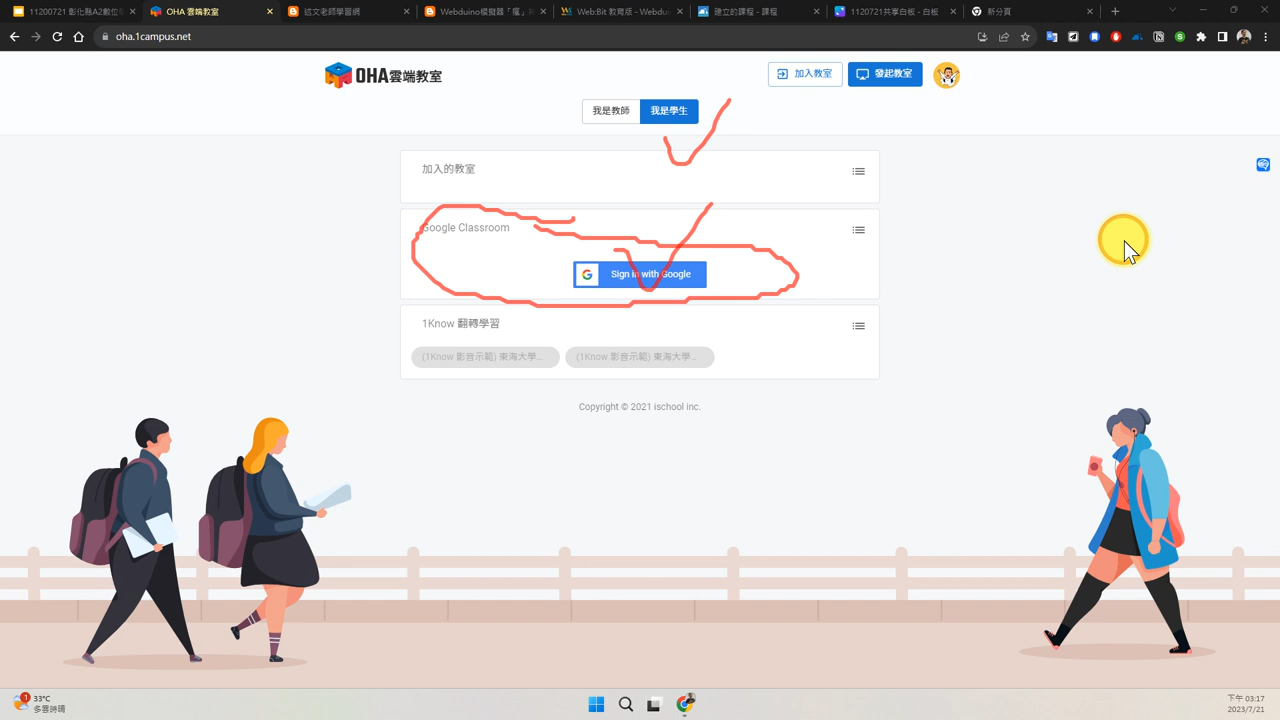 11200721 彰化縣A2數位
OHA 雲端教室
述文老師學習網
Webduino模擬器「
Web:Bit 教育版 - Webdui
建立的課程 - 課程
1120721共享白板 - 白板
新分頁
oha.1campus.net
OHA雲端教室
加入教室
發起教室
我是教師
我是學生
加入的教室
Google Classroom
Sign in with Google
1Know 翻轉學習
(1Know 影音示範) 東海大學...
(1Know 影音示範) 東海大學...
Copyright © 2021 ischool inc.
1
33°C
多雲時晴
下午 03:17
2023/7/21